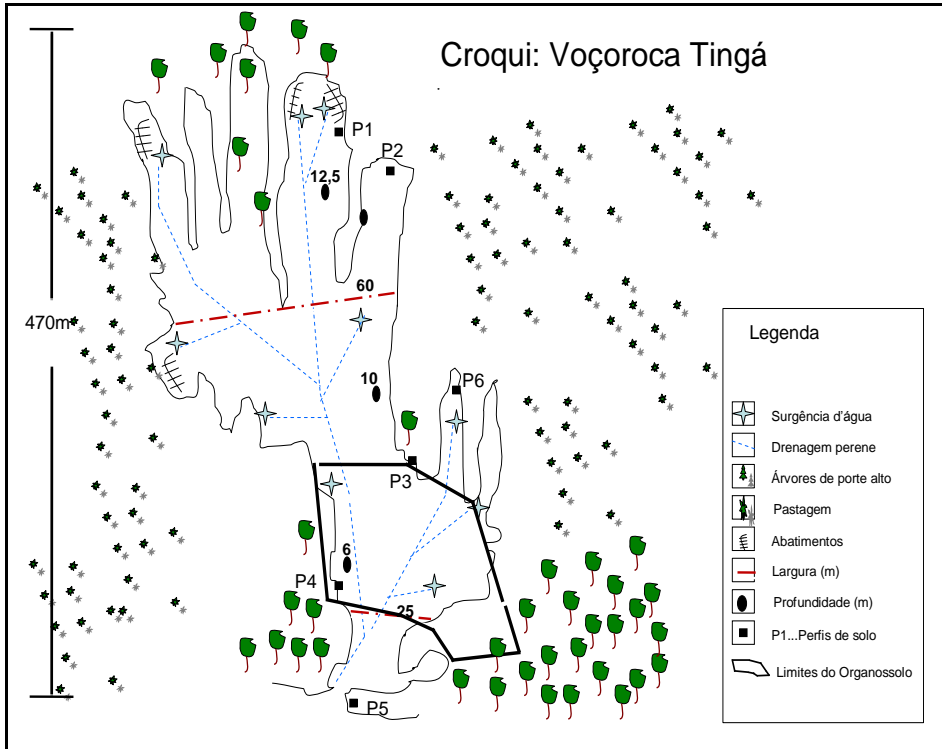 Croqui: Voçoroca Tingá
P1
P2
12,5
60
470m
10
P6
P3
6
P4
25
P5
Legenda
Surgência d'água
Drenagem perene
Árvores de porte alto
Pastagem
Abatimentos
Largura (m)
Profundidade (m)
P1...Perfis de solo
Limites do Organossolo